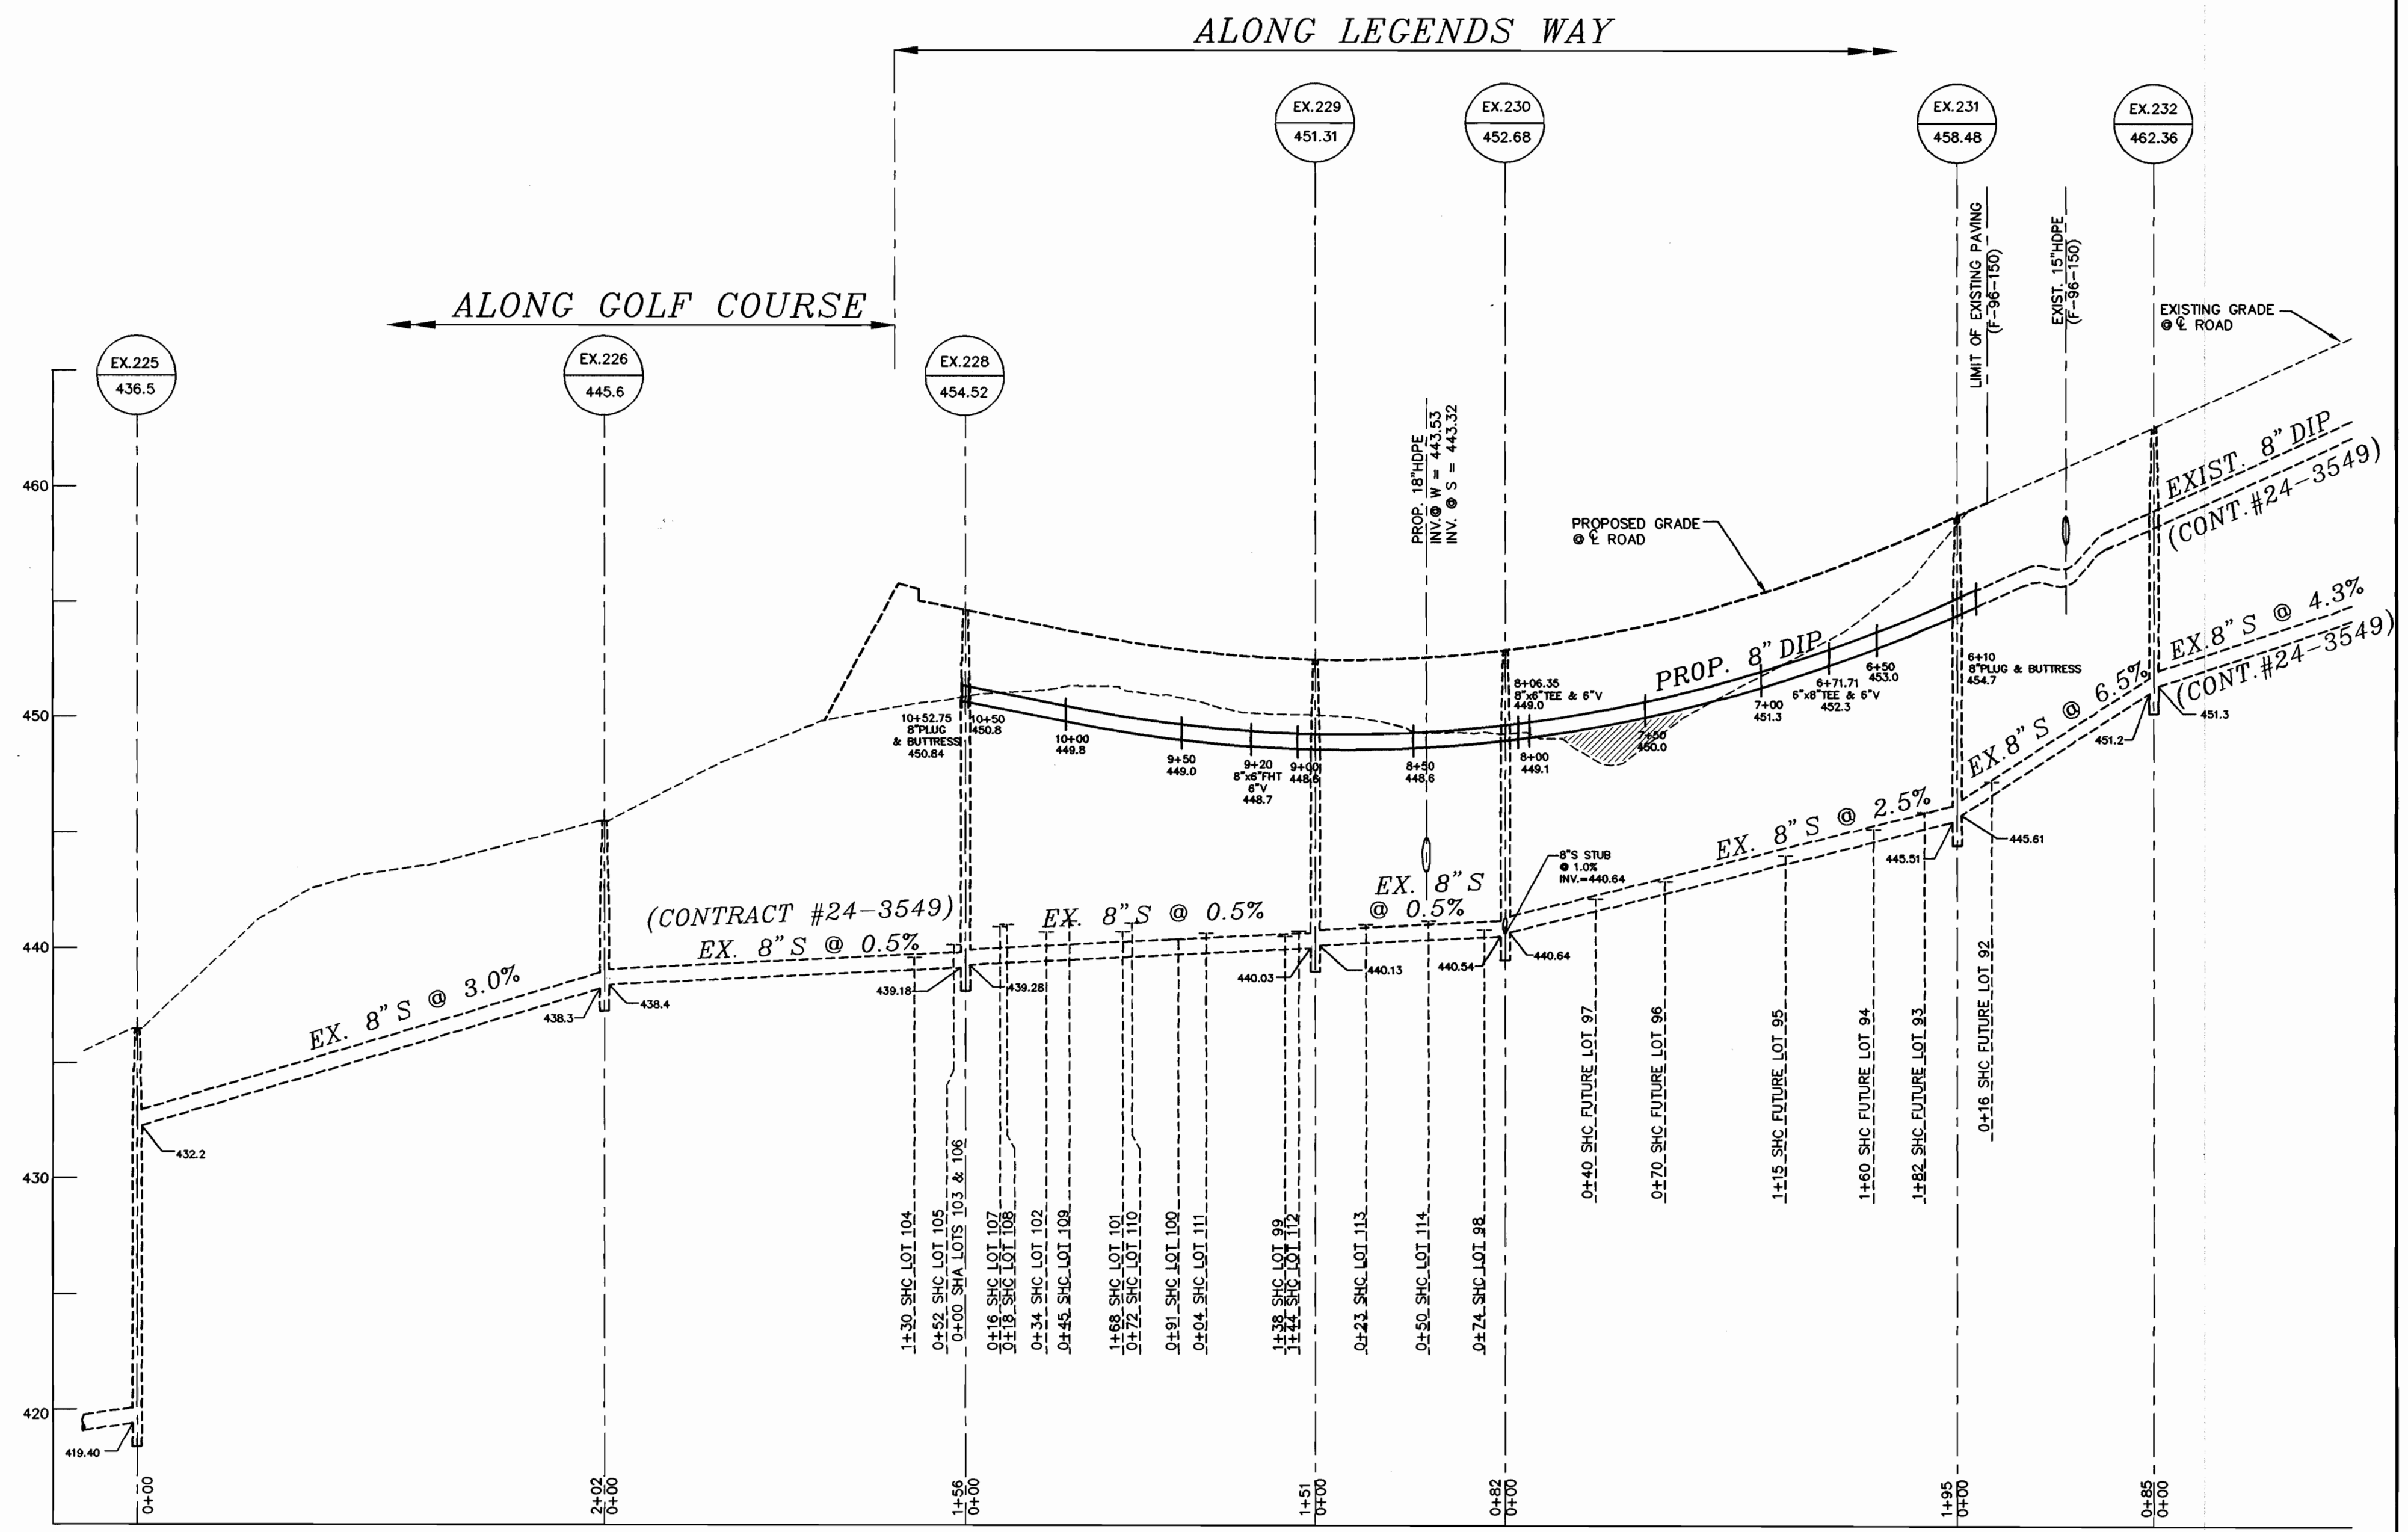 ALONG LEGENDS WAY
EX.229
451.31
EX.230
452.68
EX.231
458.48
EX.232
462.36
LIMIT OF EXISTING PAVING
(F-96-150)
EXIST. 15"HDPE
(F-96-150)
EXISTING GRADE
@ ℄ ROAD
ALONG GOLF COURSE
EX.225
436.5
EX.226
445.6
EX.228
454.52
PROP. 18"HDPE
INV.@ W = 443.53
INV. @ S = 443.32
EXIST. 8" DIP
(CONT.#24-3549)
460
PROPOSED GRADE
@ ℄ ROAD
EX.8" S @ 4.3%
(CONT.#24-3549)
PROP. 8" DIP
6+10
8"PLUG & BUTTRESS
454.7
6+50
453.0
6+71.71
6"x8"TEE & 6"V
452.3
7+00
451.3
7+50
450.0
8+06.35
8"x6"TEE & 6"V
449.0
8+00
449.1
8+50
448.6
9+00
448.6
9+20
8"x6"FHT
6"V
448.7
9+50
449.0
10+00
449.8
10+50
450.8
10+52.75
8"PLUG
& BUTTRESS
450.84
450
EX.8" S @ 6.5%
451.2
451.3
EX. 8" S @ 2.5%
445.51
445.61
8"S STUB
@ 1.0%
INV.=440.64
EX. 8" S
@ 0.5%
EX. 8" S @ 0.5%
(CONTRACT #24-3549)
EX. 8" S @ 0.5%
440
EX. 8" S @ 3.0%
438.3
438.4
439.18
439.28
440.03
440.13
440.54
440.64
432.2
430
420
419.40
1+30 SHC LOT 104
0+52 SHC LOT 105
0+00 SHA LOTS 103 & 106
0+16 SHC LOT 107
0+18 SHC LOT 108
0+34 SHC LOT 102
0+45 SHC LOT 109
1+68 SHC LOT 101
0+72 SHC LOT 110
0+91 SHC LOT 100
0+04 SHC LOT 111
1+38 SHC LOT 99
1+44 SHC LOT 112
0+23 SHC LOT 113
0+50 SHC LOT 114
0+74 SHC LOT 98
0+40 SHC FUTURE LOT 97
0+70 SHC FUTURE LOT 96
1+15 SHC FUTURE LOT 95
1+60 SHC FUTURE LOT 94
1+82 SHC FUTURE LOT 93
0+16 SHC FUTURE LOT 92
0+00
2+02
0+00
1+56
0+00
1+51
0+00
0+82
0+00
1+95
0+00
0+85
0+00